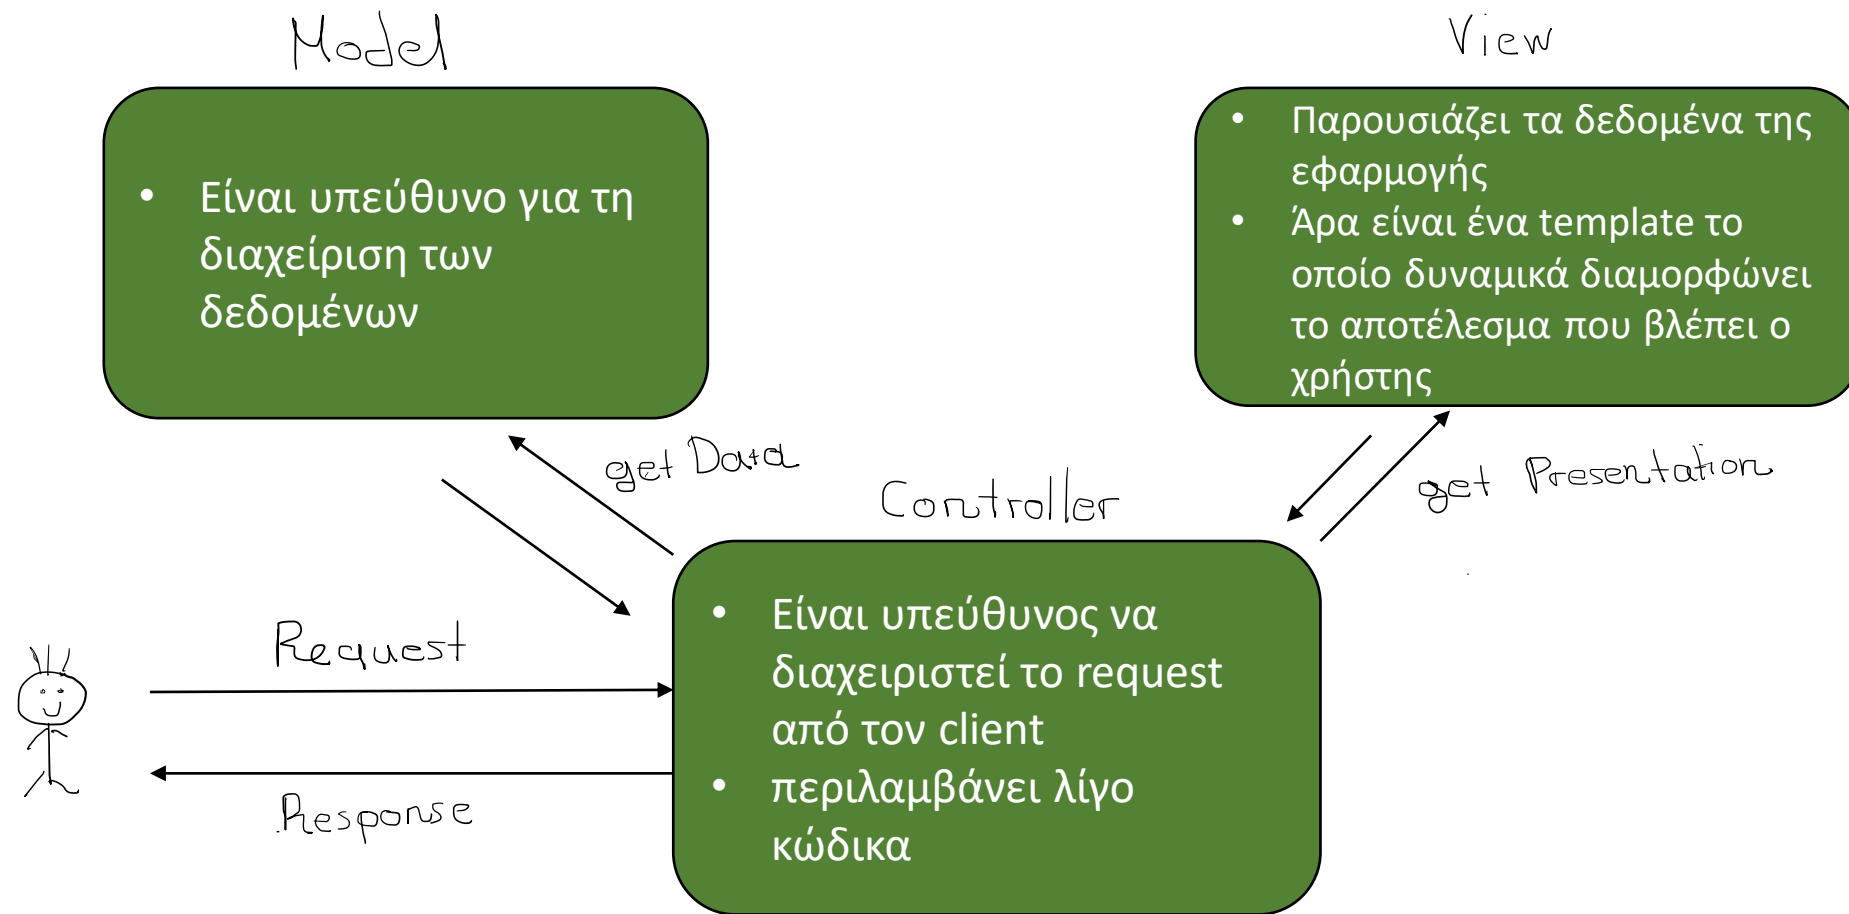 Model
View
• Είναι υπεύθυνο για τη
διαχείριση των
δεδομένων
• Παρουσιάζει τα δεδομένα της
εφαρμογής
• Άρα είναι ένα template το
οποίο δυναμικά διαμορφώνει
το αποτέλεσμα που βλέπει ο
χρήστης
get Data
get Presentation
Controller
• Είναι υπεύθυνος να
διαχειριστεί το request
από τον client
• περιλαμβάνει λίγο
κώδικα
Request
Response